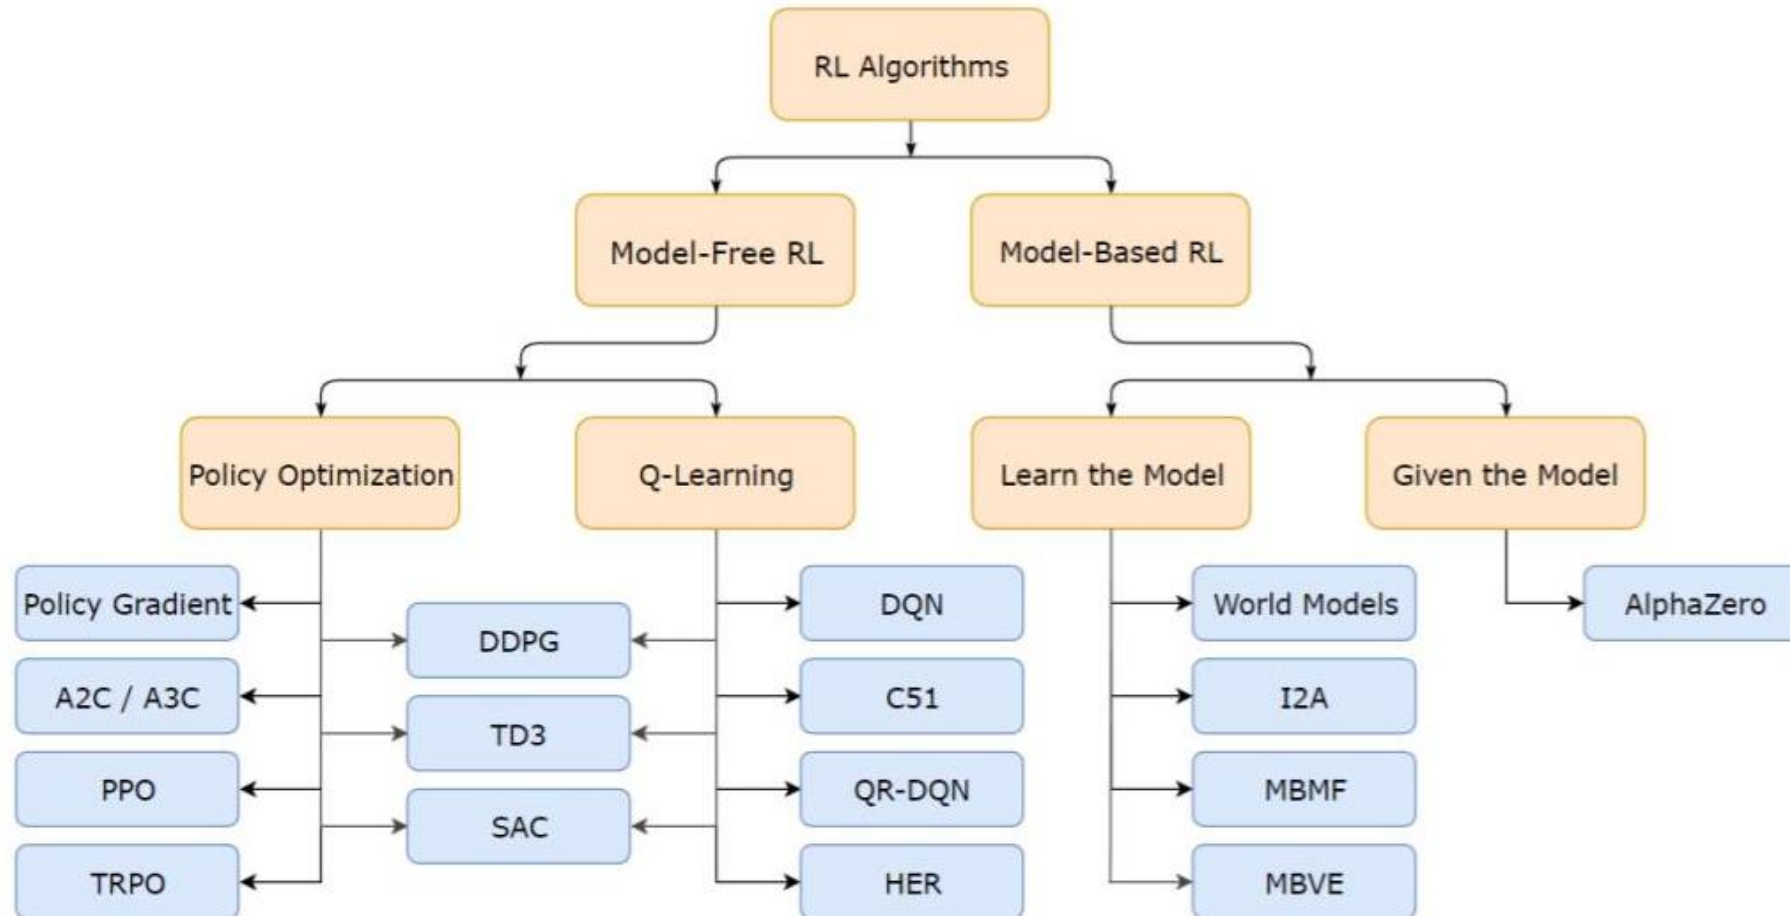 RL Algorithms
Model-Free RL
Model-Based RL
Policy Optimization
Q-Learning
Learn the Model
Given the Model
Policy Gradient
DDPG
DQN
World Models
AlphaZero
A2C / A3C
TD3
C51
I2A
PPO
SAC
QR-DQN
MBMF
TRPO
HER
MBVE